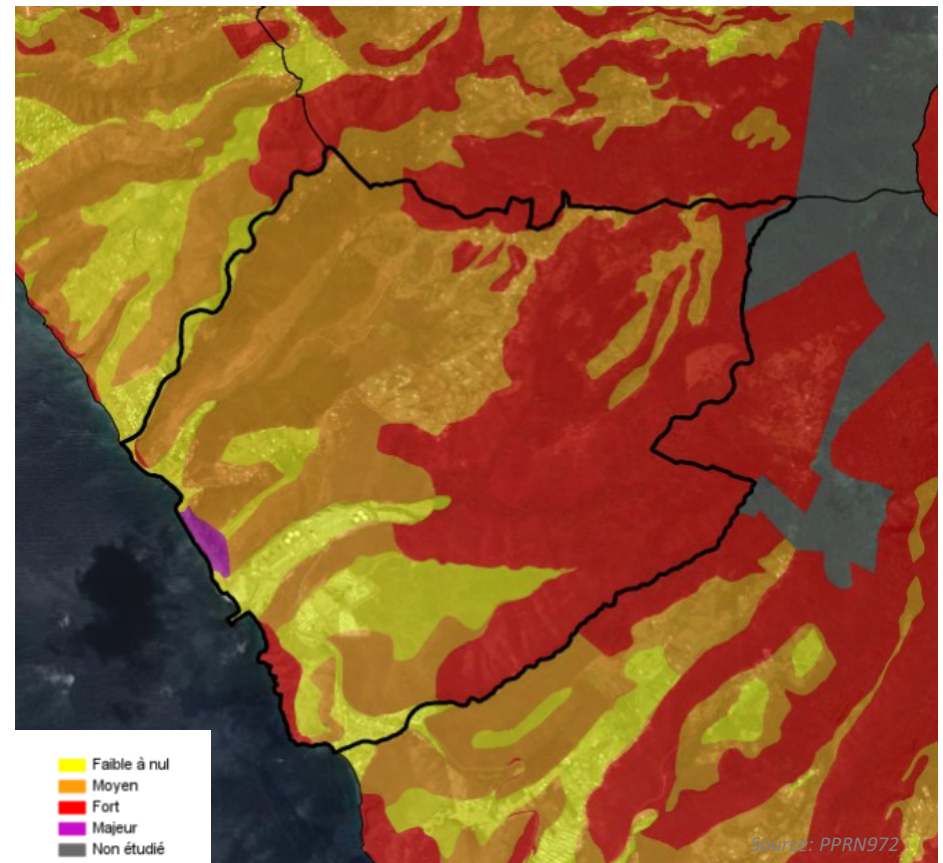 Faible à nul
Moyen
Fort
Majeur
Non étudié
Source: PPRN972